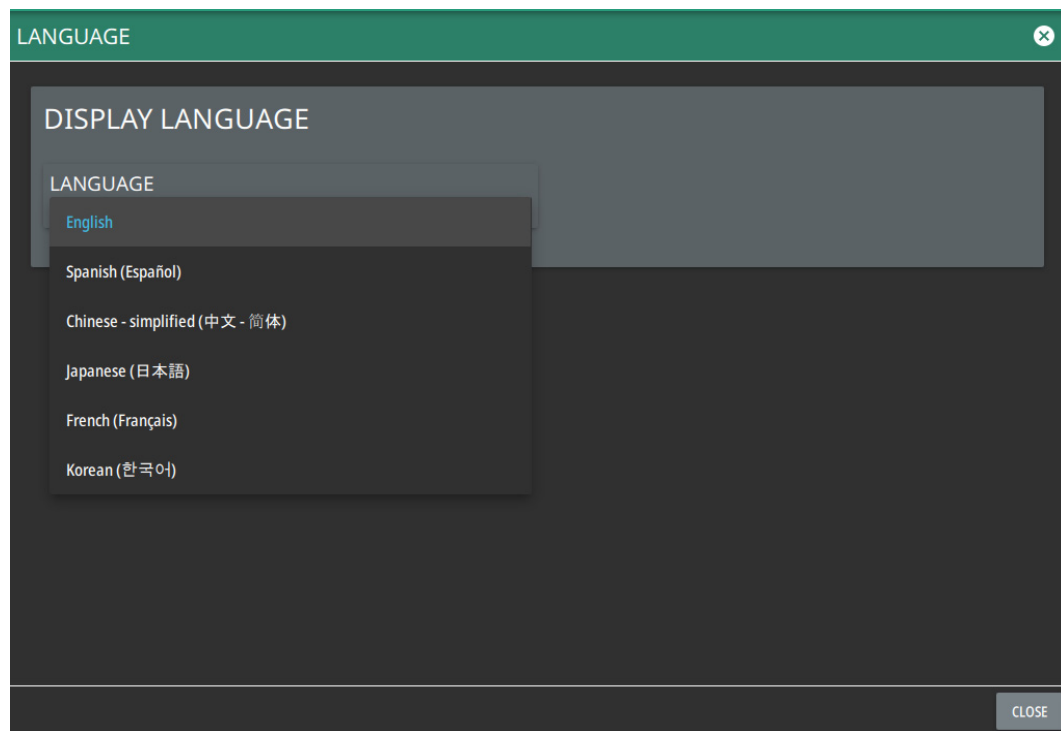 LANGUAGE
DISPLAY LANGUAGE
LANGUAGE
English
Spanish (Español)
Chinese - simplified (中文 - 简体)
Japanese (日本語)
French (Français)
Korean (한국어)
CLOSE